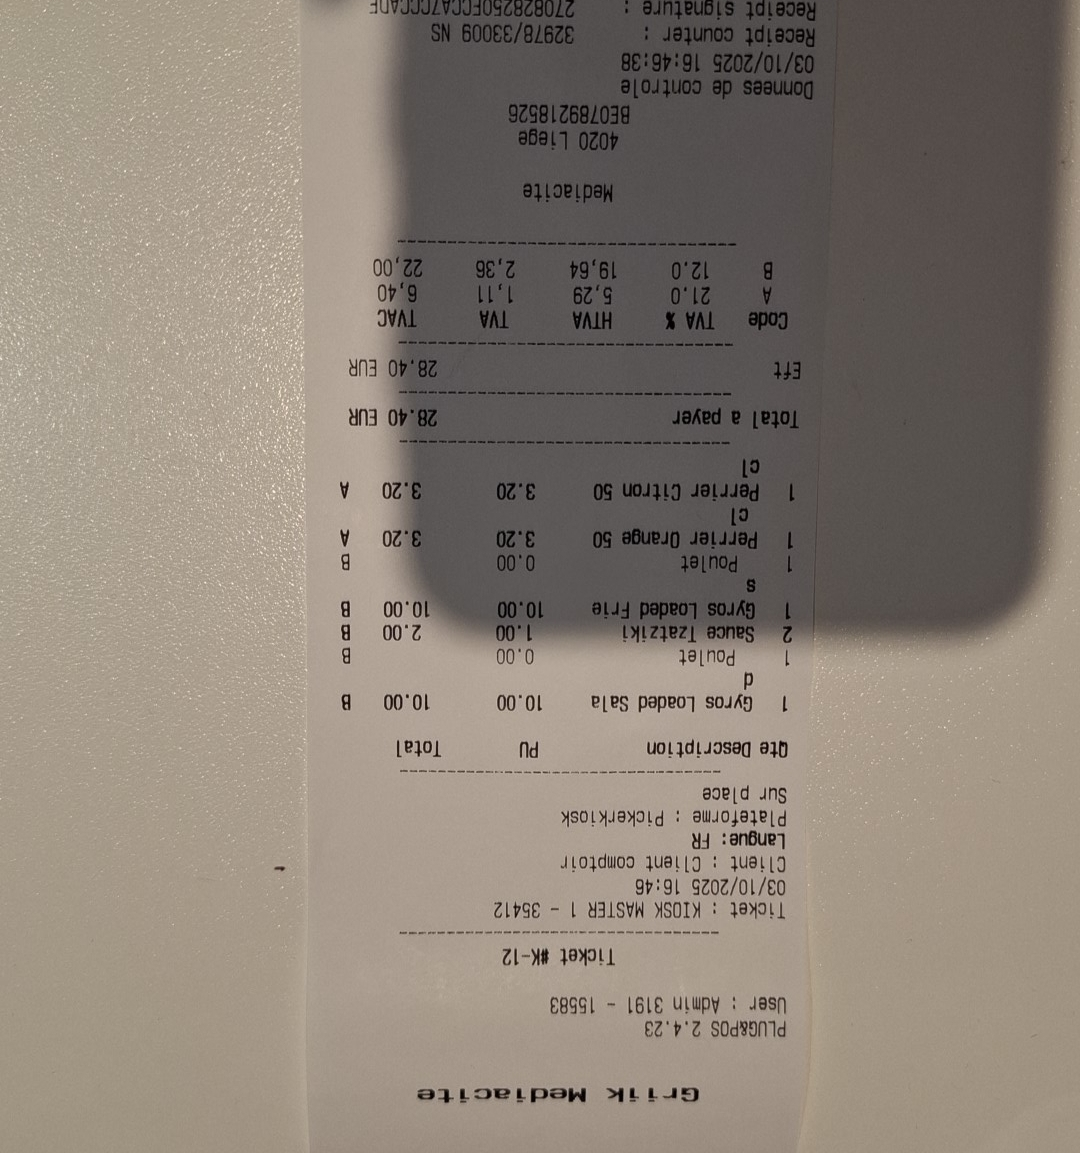 Griik Mediacite
PLUG&POS 2.4.23
User : Admin 3191 - 15583
Ticket #K-12
Ticket : KIOSK MASTER 1 - 35412
03/10/2025 16:46
Client : Client comptoir
Langue: FR
Plateforme : Pickerkiosk
Sur place
Qte Description PU Total
1 Gyros Loaded Sala 10.00 10.00 B
d
1 Poulet 0.00 B
2 Sauce Tzatziki 1.00 2.00 B
1 Gyros Loaded Frie 10.00 10.00 B
s
1 Poulet 0.00 B
1 Perrier Orange 50 3.20 3.20 A
cl
1 Perrier Citron 50 3.20 3.20 A
cl
Total a payer 28.40 EUR
Eft 28.40 EUR
Code TVA % HTVA TVA TVAC
A 21.0 5,29 1,11 6,40
B 12.0 19,64 2,36 22,00
Mediacite
4020 Liege
BE0789218526
Donnees de controle
03/10/2025 16:46:38
Receipt counter : 32978/33009 NS
Receipt signature :